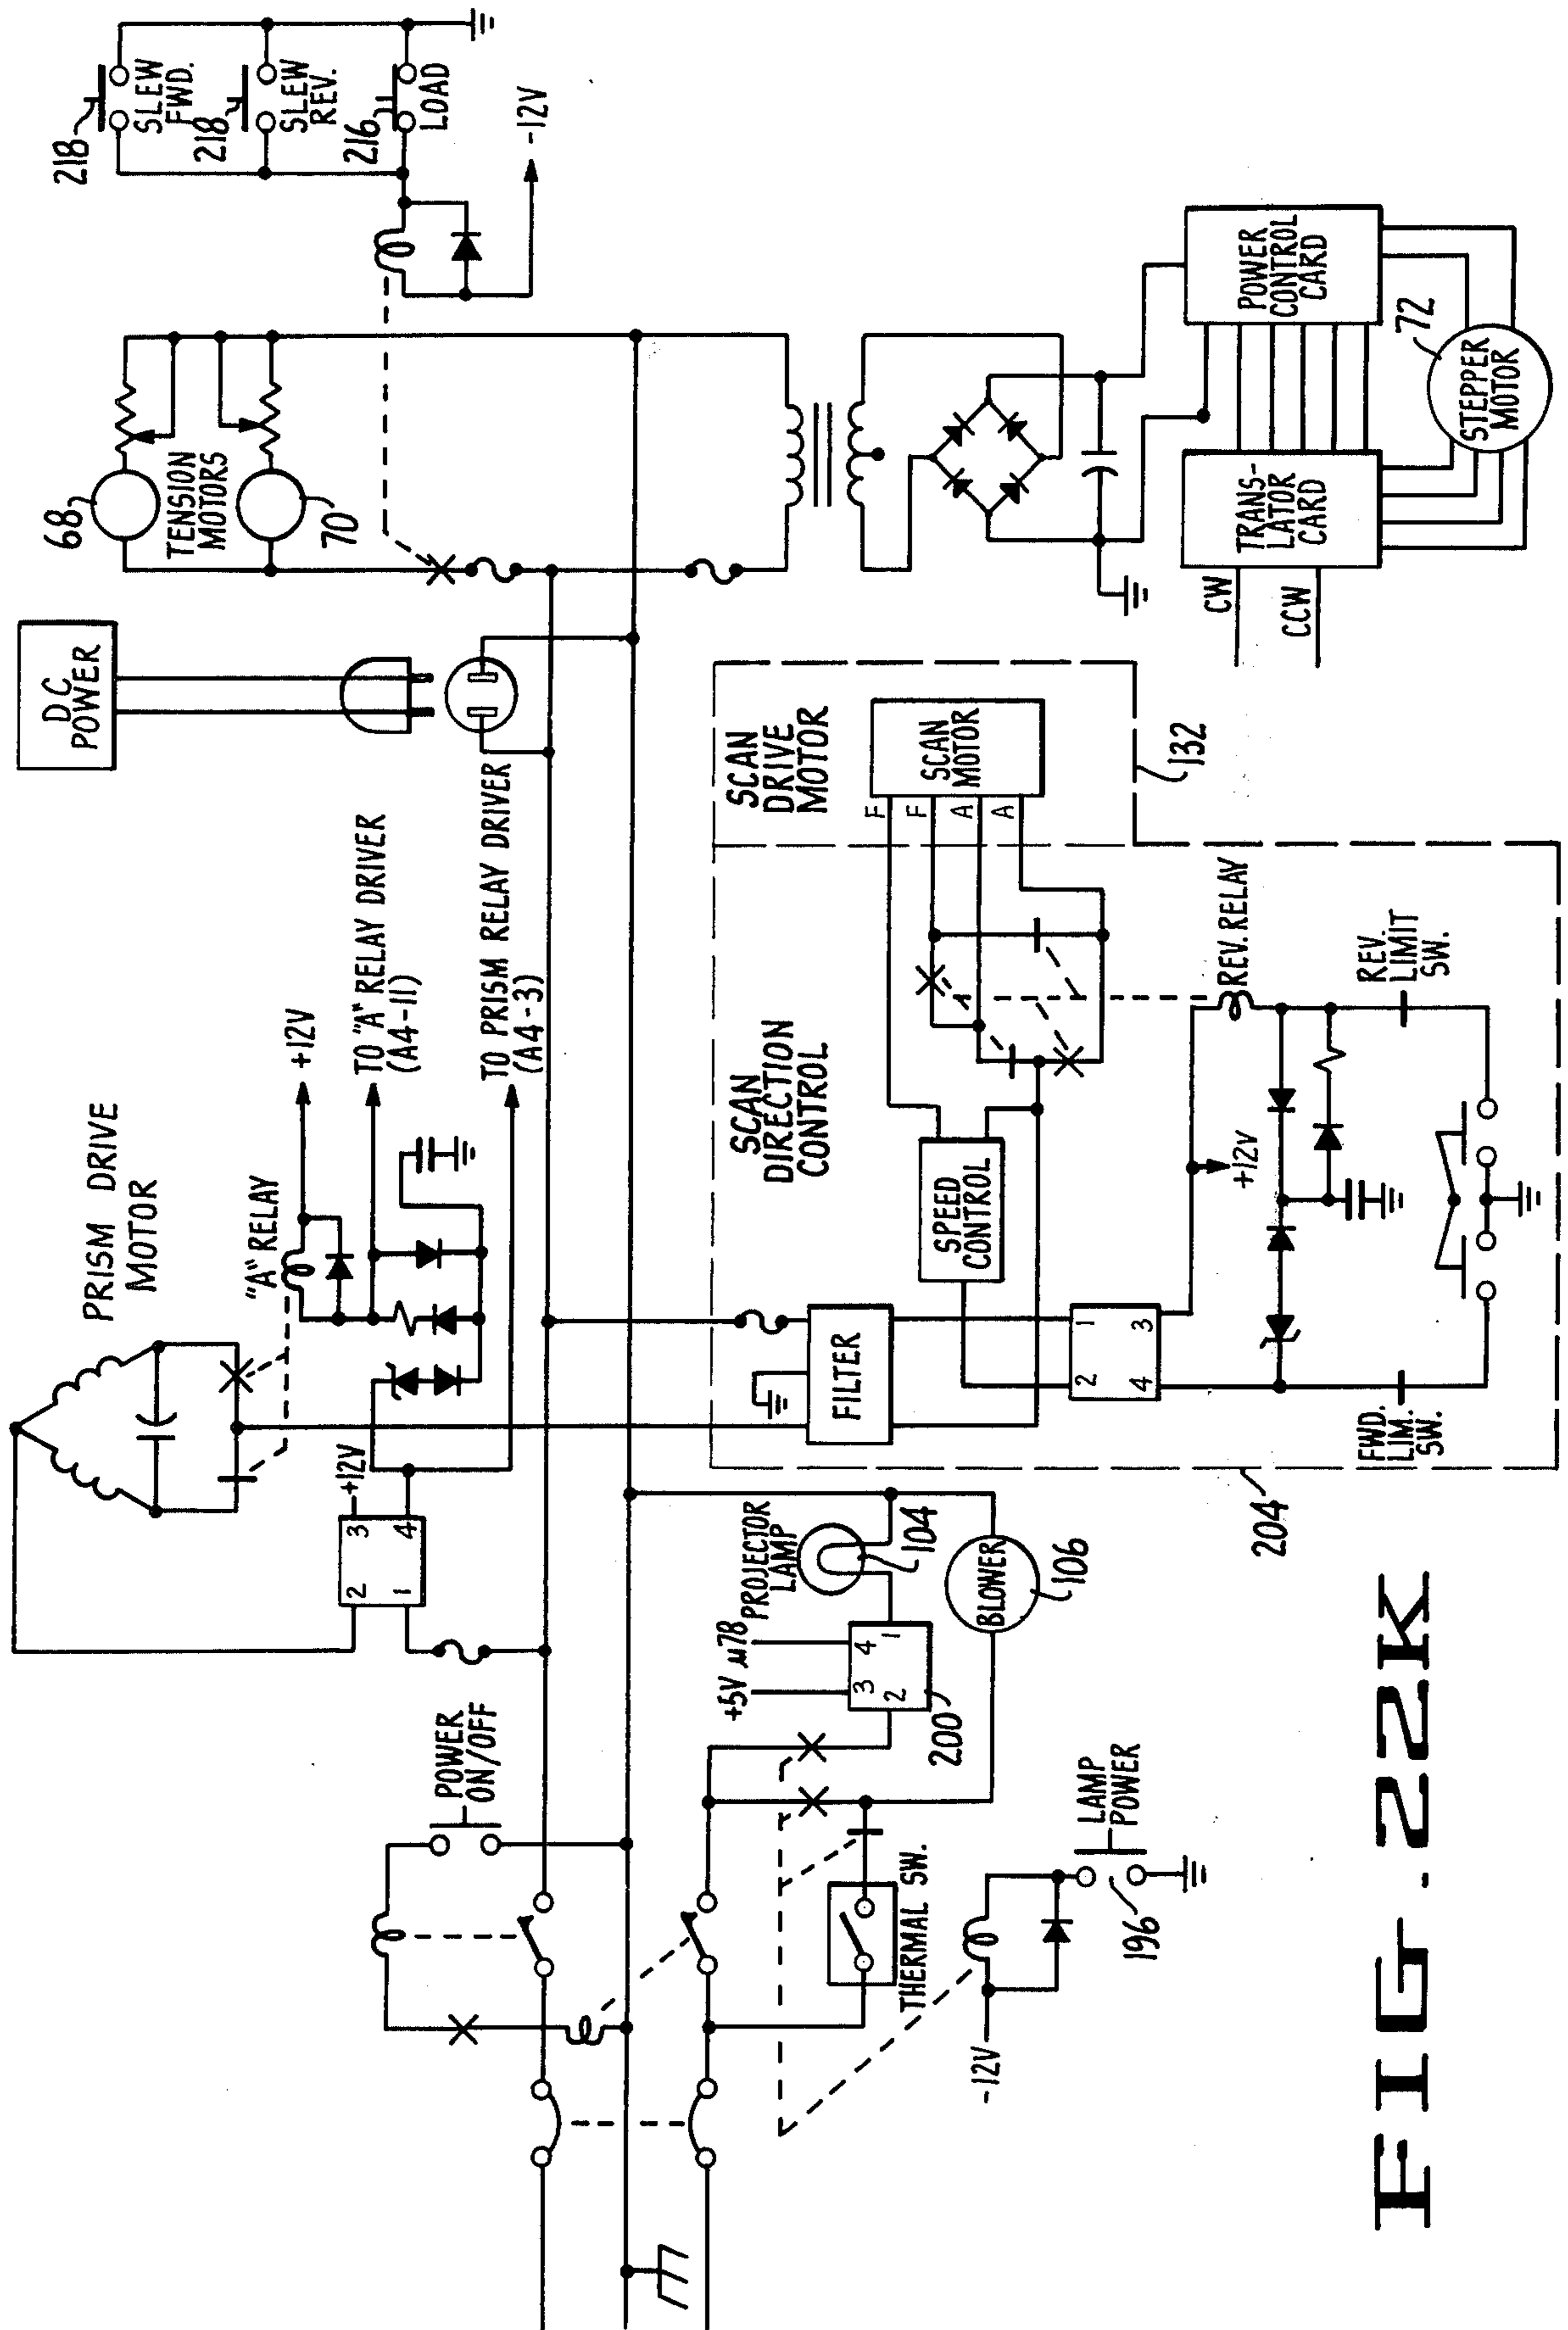 218
SLEW
FWD.
218
SLEW
REV.
216
LOAD
-12V
68
TENSION
MOTORS
70
DC
POWER
POWER
CONTROL
CARD
72
STEPPER
MOTOR
TRANS-
LATOR
CARD
CW
CCW
PRISM DRIVE
MOTOR
"A" RELAY
+12V
TO "A" RELAY DRIVER
(A4-11)
TO PRISM RELAY DRIVER
(A4-3)
+12V
3
4
2
1
SCAN
DRIVE
MOTOR
SCAN
MOTOR
F
F
A
A
132
SCAN
DIRECTION
CONTROL
SPEED
CONTROL
FILTER
1
2
3
4
+12V
REV. RELAY
REV.
LIMIT
SW.
FWD.
LIM.
SW.
204
POWER
ON/OFF
PROJECTOR
LAMP
104
+5V
μ78
3
4
2
1
200
BLOWER
106
THERMAL SW.
LAMP
POWER
196
-12V
FIG. 22K